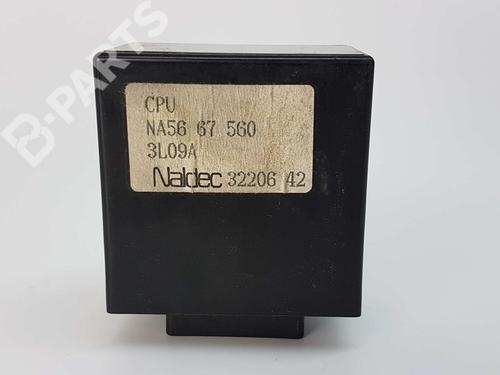 B-PARTS
CPU
NA56 67 560
3L09A
Naldec 32206 42